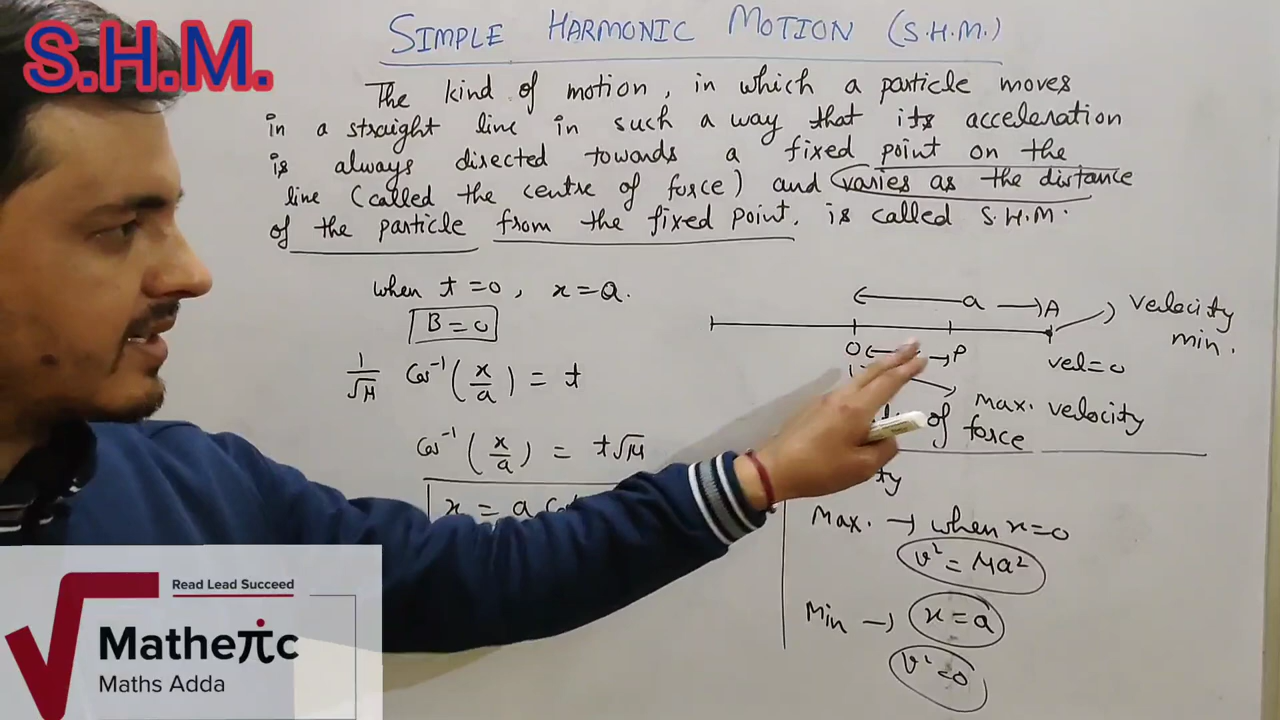 SIMPLE HARMONIC MOTION (S.H.M.)
S.H.M.
The kind of motion, in which a particle moves
in a straight line in such a way that its acceleration
is always directed towards a fixed point on the
line (called the centre of force) and varies as the distance
of the particle from the fixed point, is called S.H.M.
when t = 0, x = a.
B = 0
1/√μ Cos⁻¹(x/a) = t
Cos⁻¹(x/a) = t√μ
x = a
a A
Velocity
min.
O P
vel = 0
max. velocity
of force
Max. → when x = 0
v² = μa²
Min → x = a
v² = 0
Read Lead Succeed
Matheπc
Maths Adda